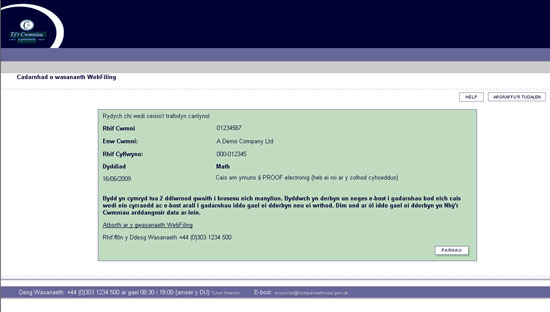 Tŷ'r Cwmnïau
Cadarnhad o wasanaeth WebFiling
HELP
ARGRAFFU'R TUDALEN
Rydych chi wedi ceisio'r trafodyn canlynol
Rhif Cwmni 01234567
Enw Cwmni: A Demo Company Ltd
Rhif Cyflwyno: 000-012345
Dyddiad Math
16/06/2009 Cais am ymuno â PROOF electronig (heb ei roi ar y cofnod cyhoeddus)
Bydd yn cymryd tua 2 ddiwrnod gwaith i brosesu eich manylion. Byddwch yn derbyn un neges e-bost i gadarnhau bod eich cais
wedi ein cyrraedd ac e-bost arall i gadarnhau iddo gael ei dderbyn neu ei wrthod. Dim ond ar ôl iddo gael ei dderbyn yn Nhŷ'r
Cwmnïau arddangosir data ar-lein.
Atborth ar y gwasanaeth WebFiling
Rhif ffôn y Ddesg Wasanaeth +44 (0)303 1234 500
PARHAU
Desg Wasanaeth: +44 (0)303 1234 500 ar gael 08:30 i 18:00 (amser y DU) E-bost: enquiries@companieshouse.gov.uk